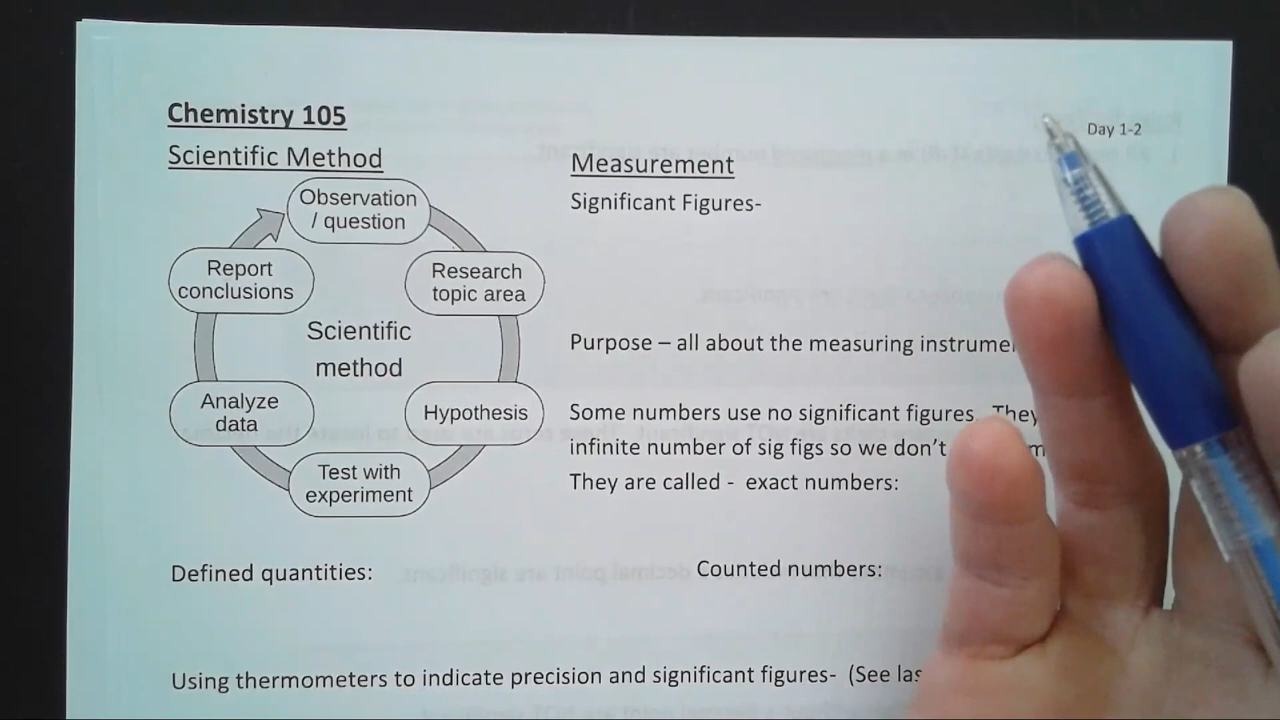 Chemistry 105
Day 1-2
Scientific Method
Observation
/ question
Research
topic area
Hypothesis
Test with
experiment
Analyze
data
Report
conclusions
Scientific
method
Measurement
Significant Figures-
Purpose – all about the measuring
Some numbers use no significant figures. They
infinite number of sig figs so we don't
They are called - exact numbers:
Defined quantities:
Counted numbers:
Using thermometers to indicate precision and significant figures- (See